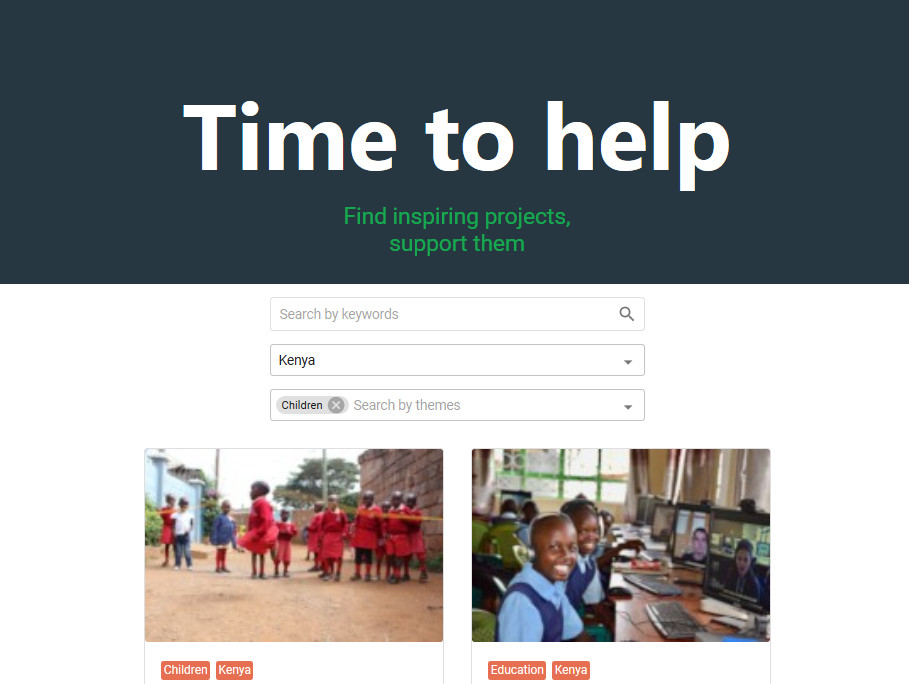 Time to help
Find inspiring projects,
support them
Search by keywords
Kenya
Children Search by themes
Children Kenya
Education Kenya